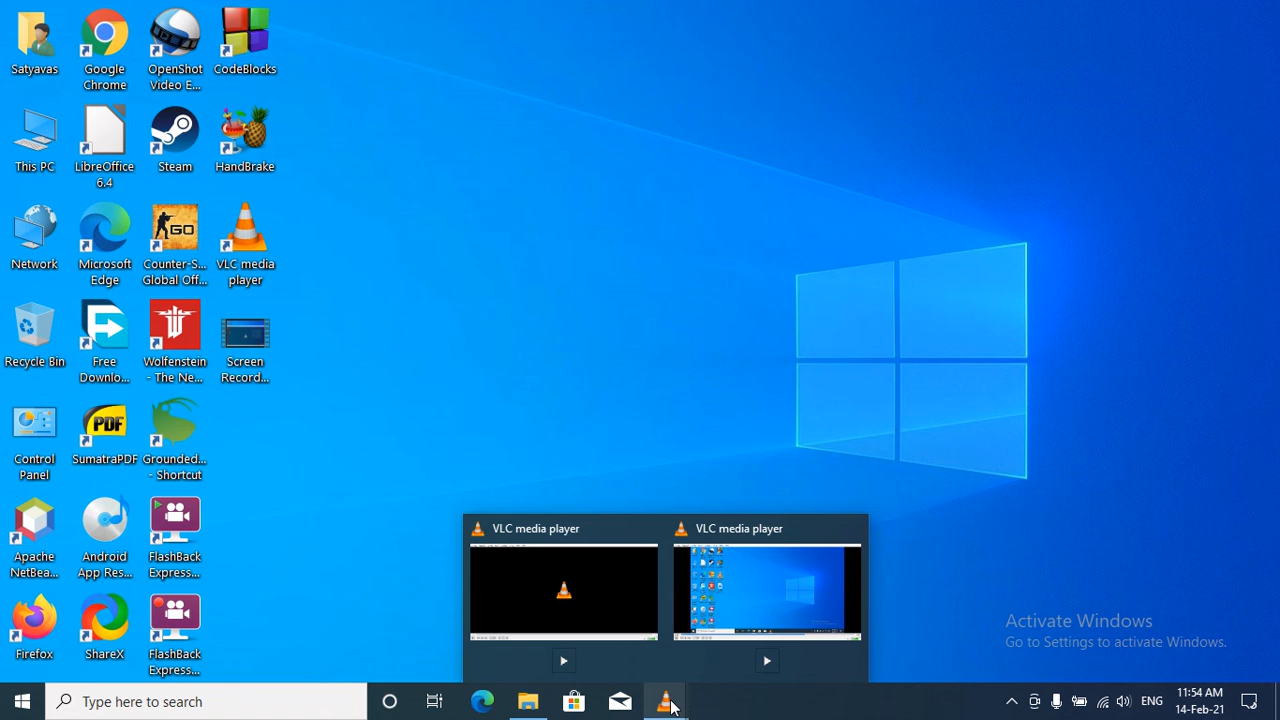 Satyavas
Google
Chrome
OpenShot
Video E...
CodeBlocks
This PC
LibreOffice
6.4
Steam
HandBrake
Network
Microsoft
Edge
GO
Counter-S...
Global Off...
VLC media
player
Recycle Bin
Free
Downlo...
Wolfenstein
- The Ne...
Screen
Record...
Control
Panel
PDF
SumatraPDF
Grounded...
- Shortcut
Apache
NetBea...
Android
App Res...
FlashBack
Express...
Firefox
ShareX
FlashBack
Express...
VLC media player
VLC media player
Activate Windows
Go to Settings to activate Windows.
Type here to search
ENG
11:54 AM
14-Feb-21